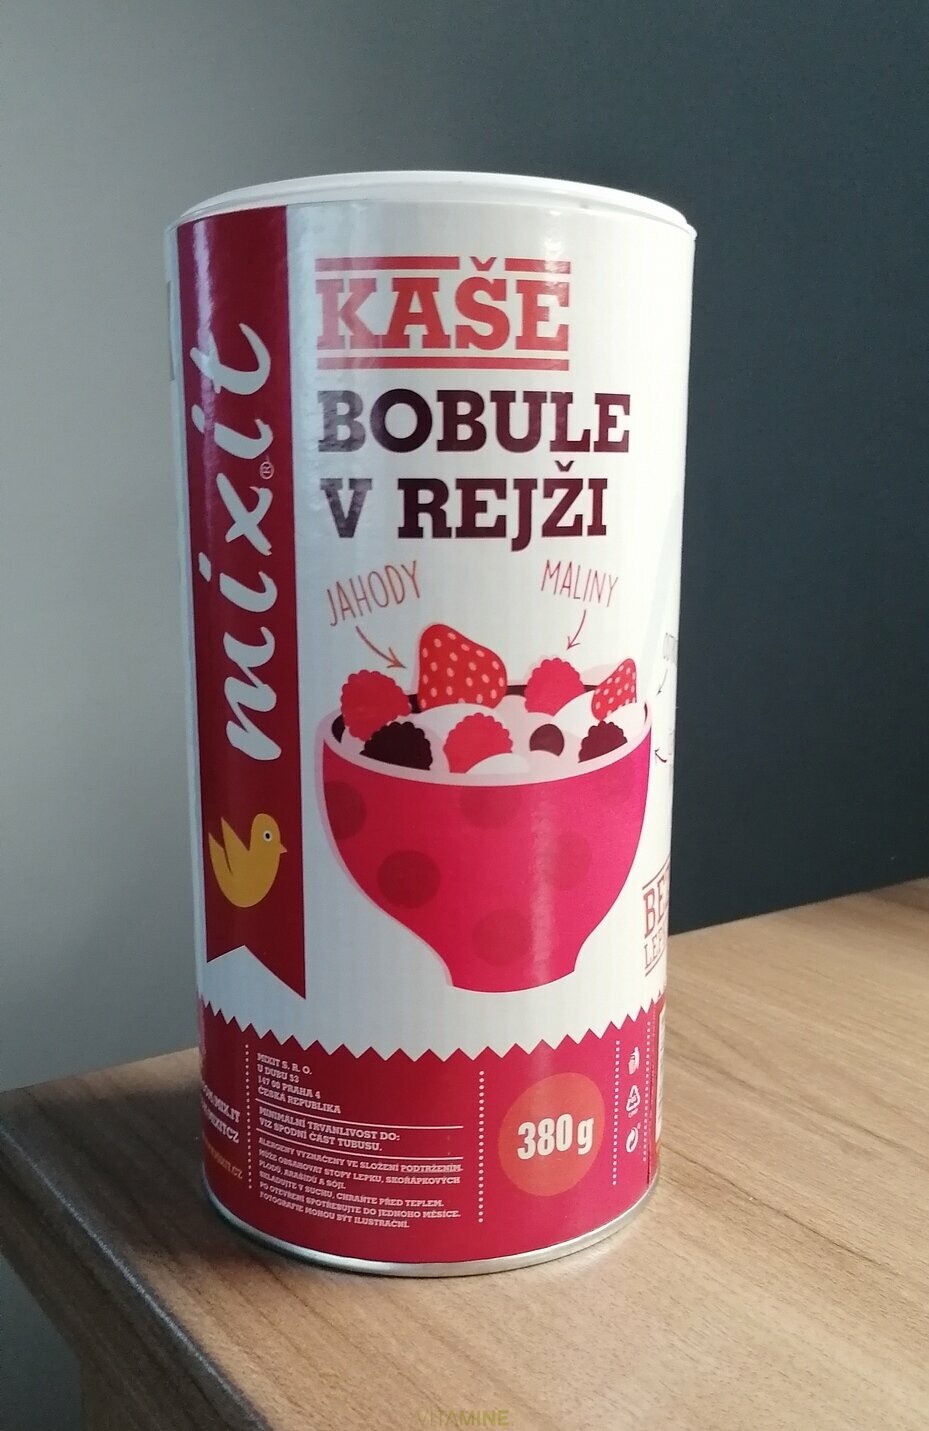 mixit®
KAŠE
BOBULE
V REJŽI
JAHODY
MALINY
MIXIT S. R. O.
U DUBU 53
147 00 PRAHA 4
ČESKÁ REPUBLIKA
MINIMÁLNÍ TRVANLIVOST DO:
VIZ SPODNÍ ČÁST TUBUSU.
ALERGENY VYZNAČENY VE SLOŽENÍ PODTRŽENÍM.
MŮŽE OBSAHOVAT STOPY LEPKU, SKOŘÁPKOVÝCH
PLODŮ, ARAŠÍDŮ A SÓJI.
SKLADUJTE V SUCHU, CHRAŇTE PŘED TEPLEM.
PO OTEVŘENÍ SPOTŘEBUJTE DO JEDNOHO MĚSÍCE.
FOTOGRAFIE MOHOU BÝT ILUSTRAČNÍ.
380g
VITAMINE